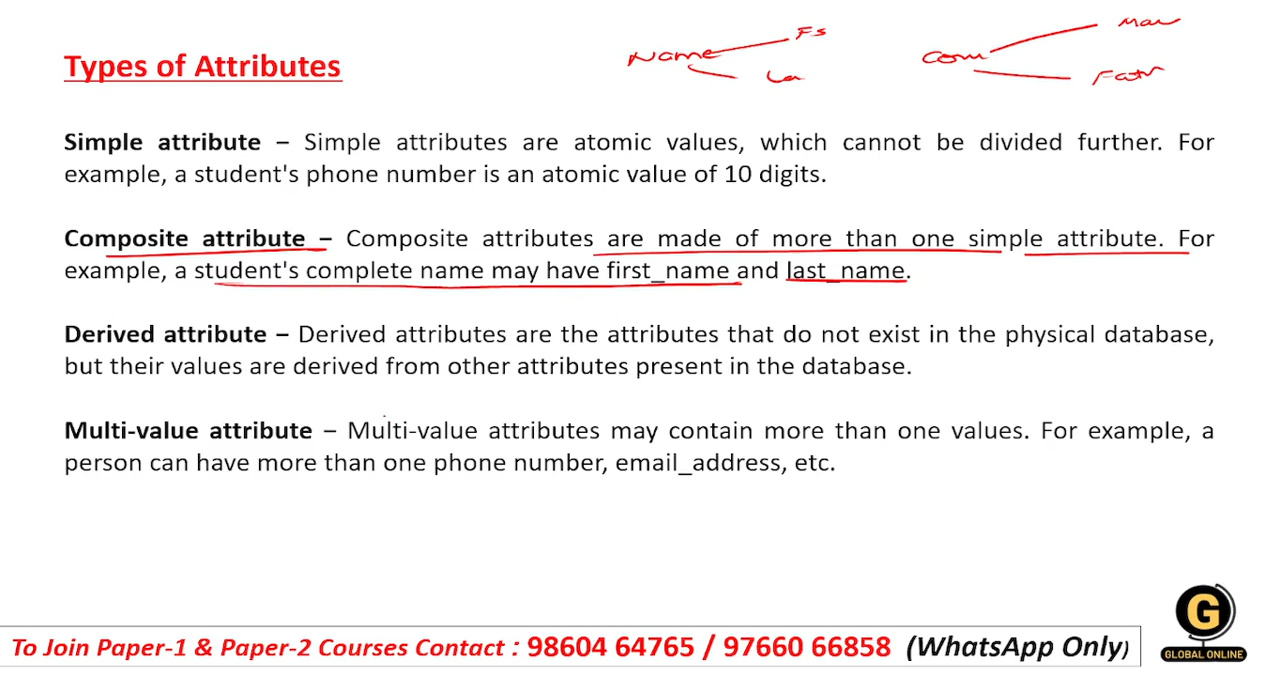 Name Fs
La
Types of Attributes
Simple attribute – Simple attributes are atomic values, which cannot be divided further. For
example, a student's phone number is an atomic value of 10 digits.
Composite attribute – Composite attributes are made of more than one simple attribute. For
example, a student's complete name may have first_name and last_name.
Derived attribute – Derived attributes are the attributes that do not exist in the physical database,
but their values are derived from other attributes present in the database.
Multi-value attribute – Multi-value attributes may contain more than one values. For example, a
person can have more than one phone number, email_address, etc.
To Join Paper-1 & Paper-2 Courses Contact : 98604 64765 / 97660 66858 (WhatsApp Only)
G
GLOBAL ONLINE